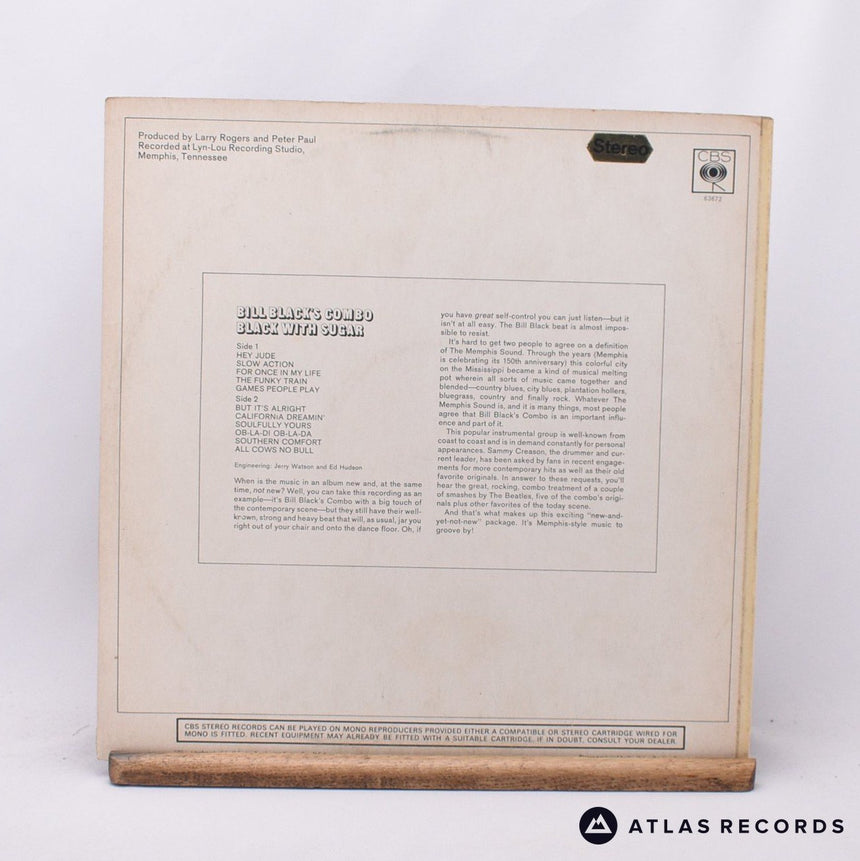 Produced by Larry Rogers and Peter Paul
Recorded at Lyn-Lou Recording Studio,
Memphis, Tennessee
Stereo
CBS
63672
BILL BLACK'S COMBO
BLACK WITH SUGAR
Side 1
HEY JUDE
SLOW ACTION
FOR ONCE IN MY LIFE
THE FUNKY TRAIN
GAMES PEOPLE PLAY
Side 2
BUT IT'S ALRIGHT
CALIFORNIA DREAMIN'
SOULFULLY YOURS
OB-LA-DI OB-LA-DA
SOUTHERN COMFORT
ALL COWS NO BULL
Engineering: Jerry Watson and Ed Hudson
When is the music in an album new and, at the same
time, not new? Well, you can take this recording as an
example—it's Bill Black's Combo with a big touch of
the contemporary scene—but they still have their well-
known, strong and heavy beat that will, as usual, jar you
right out of your chair and onto the dance floor. Oh, if
you have great self-control you can just listen—but it
isn't at all easy. The Bill Black beat is almost impos-
sible to resist.
It's hard to get two people to agree on a definition
of The Memphis Sound. Through the years (Memphis
is celebrating its 150th anniversary) this colorful city
on the Mississippi became a kind of musical melting
pot wherein all sorts of music came together and
blended—country blues, city blues, plantation hollers,
bluegrass, country and finally rock. Whatever The
Memphis Sound is, and it is many things, most people
agree that Bill Black's Combo is an important influ-
ence and part of it.
This popular instrumental group is well-known from
coast to coast and is in demand constantly for personal
appearances. Sammy Creason, the drummer and cur-
rent leader, has been asked by fans in recent engage-
ments for more contemporary hits as well as their old
favorite originals. In answer to these requests, you'll
hear the great, rocking, combo treatment of a couple
of smashes by The Beatles, five of the combo's origi-
nals plus other favorites of the today scene.
And that's what makes up this exciting "new-and-
yet-not-new" package. It's Memphis-style music to
groove by!
CBS STEREO RECORDS CAN BE PLAYED ON MONO REPRODUCERS PROVIDED EITHER A COMPATIBLE OR STEREO CARTRIDGE WIRED FOR
MONO IS FITTED. RECENT EQUIPMENT MAY ALREADY BE FITTED WITH A SUITABLE CARTRIDGE. IF IN DOUBT, CONSULT YOUR DEALER.
ATLAS RECORDS